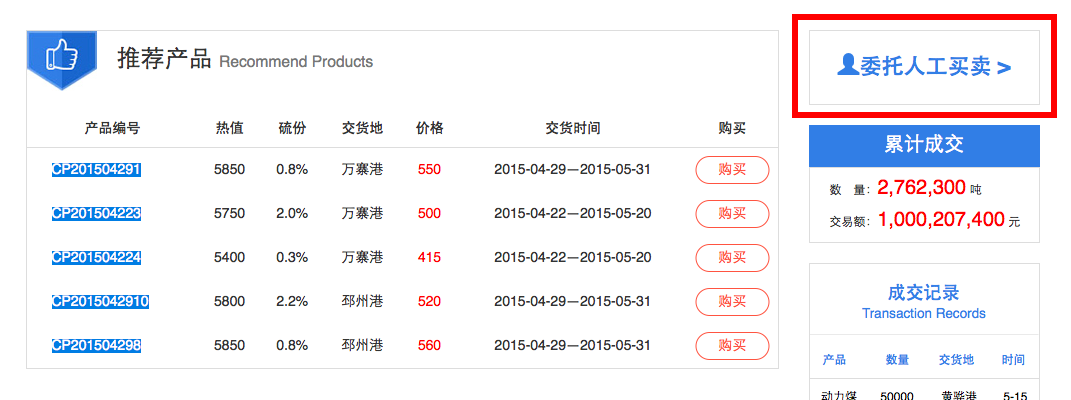 推荐产品 Recommend Products
产品编号 热值 硫份 交货地 价格 交货时间 购买
CP201504291 5850 0.8% 万寨港 550 2015-04-29—2015-05-31 购买
CP201504223 5750 2.0% 万寨港 500 2015-04-22—2015-05-20 购买
CP201504224 5400 0.3% 万寨港 415 2015-04-22—2015-05-20 购买
CP2015042910 5800 2.2% 邳州港 520 2015-04-29—2015-05-31 购买
CP201504298 5850 0.8% 邳州港 560 2015-04-29—2015-05-31 购买
委托人工买卖 >
累计成交
数 量: 2,762,300 吨
交易额: 1,000,207,400 元
成交记录
Transaction Records
产品 数量 交货地 时间
动力煤 50000 黄骅港 5-15